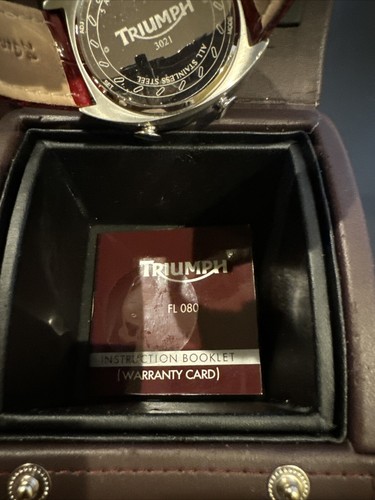 TRIUMPH
3021
ALL STAINLESS STEEL
TRIUMPH
FL 080
INSTRUCTION BOOKLET
(WARRANTY CARD)